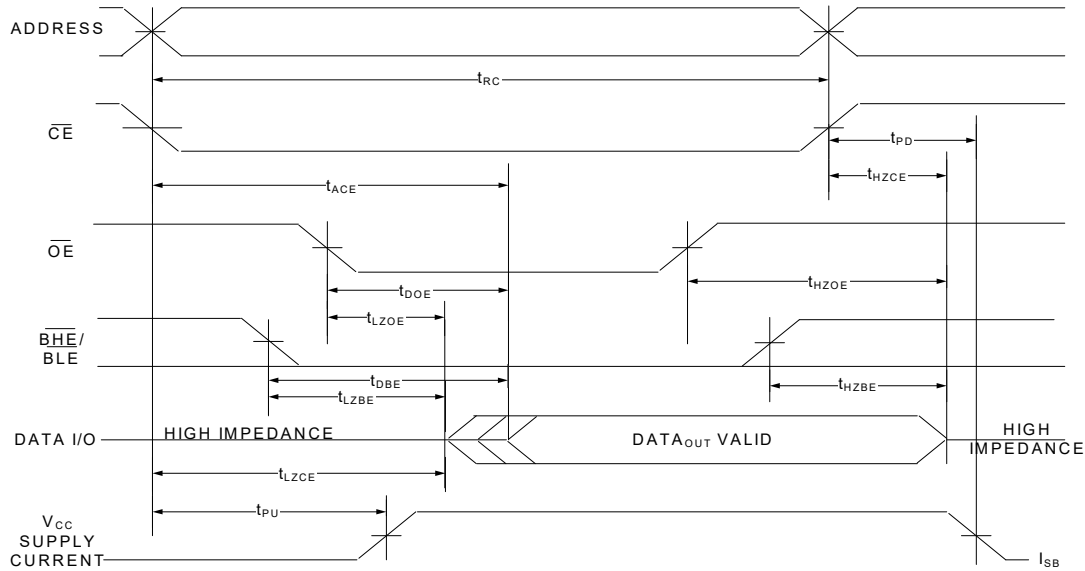 ADDRESS
tRC
CE
tPD
tHZCE
tACE
OE
tDOE
tHZOE
tLZOE
BHE/
BLE
tDBE
tHZBE
tLZBE
DATA I/O
HIGH IMPEDANCE
DATAOUT VALID
HIGH
IMPEDANCE
tLZCE
tPU
VCC
SUPPLY
CURRENT
ISB